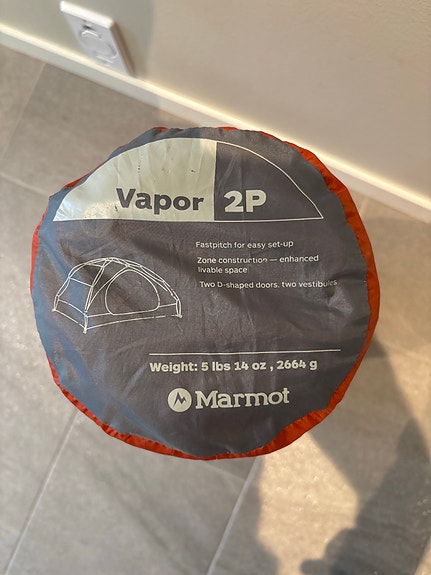 Vapor 2P
Fastpitch for easy set-up
Zone construction — enhanced
livable space
Two D-shaped doors, two vestibules
Weight: 5 lbs 14 oz , 2664 g
Marmot